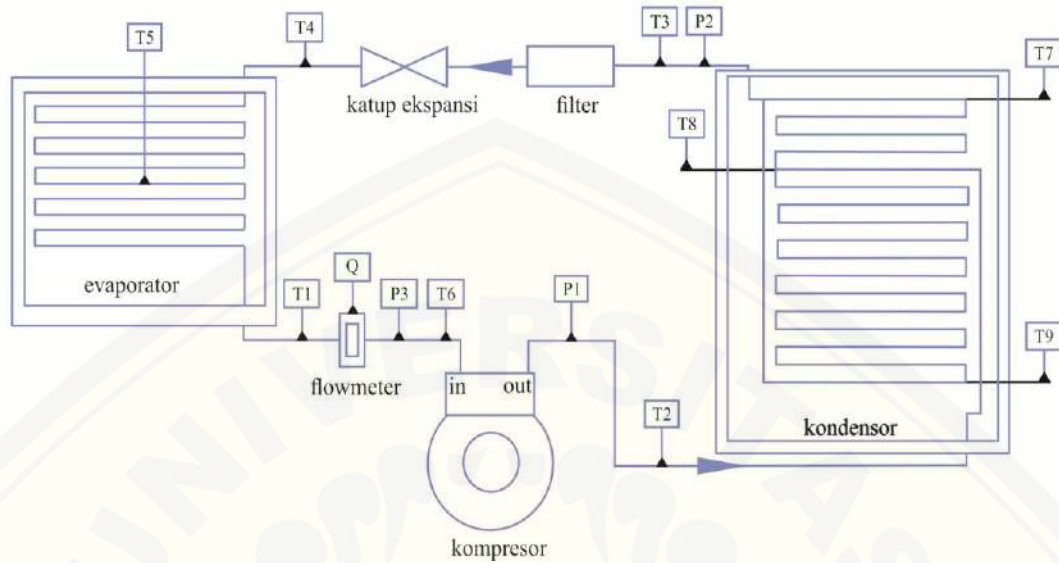 T5
T4
T3
P2
T7
katup ekspansi
filter
T8
evaporator
T1
Q
P3
T6
P1
flowmeter
in
out
T9
T2
kondensor
kompresor
UNIVERSITAS